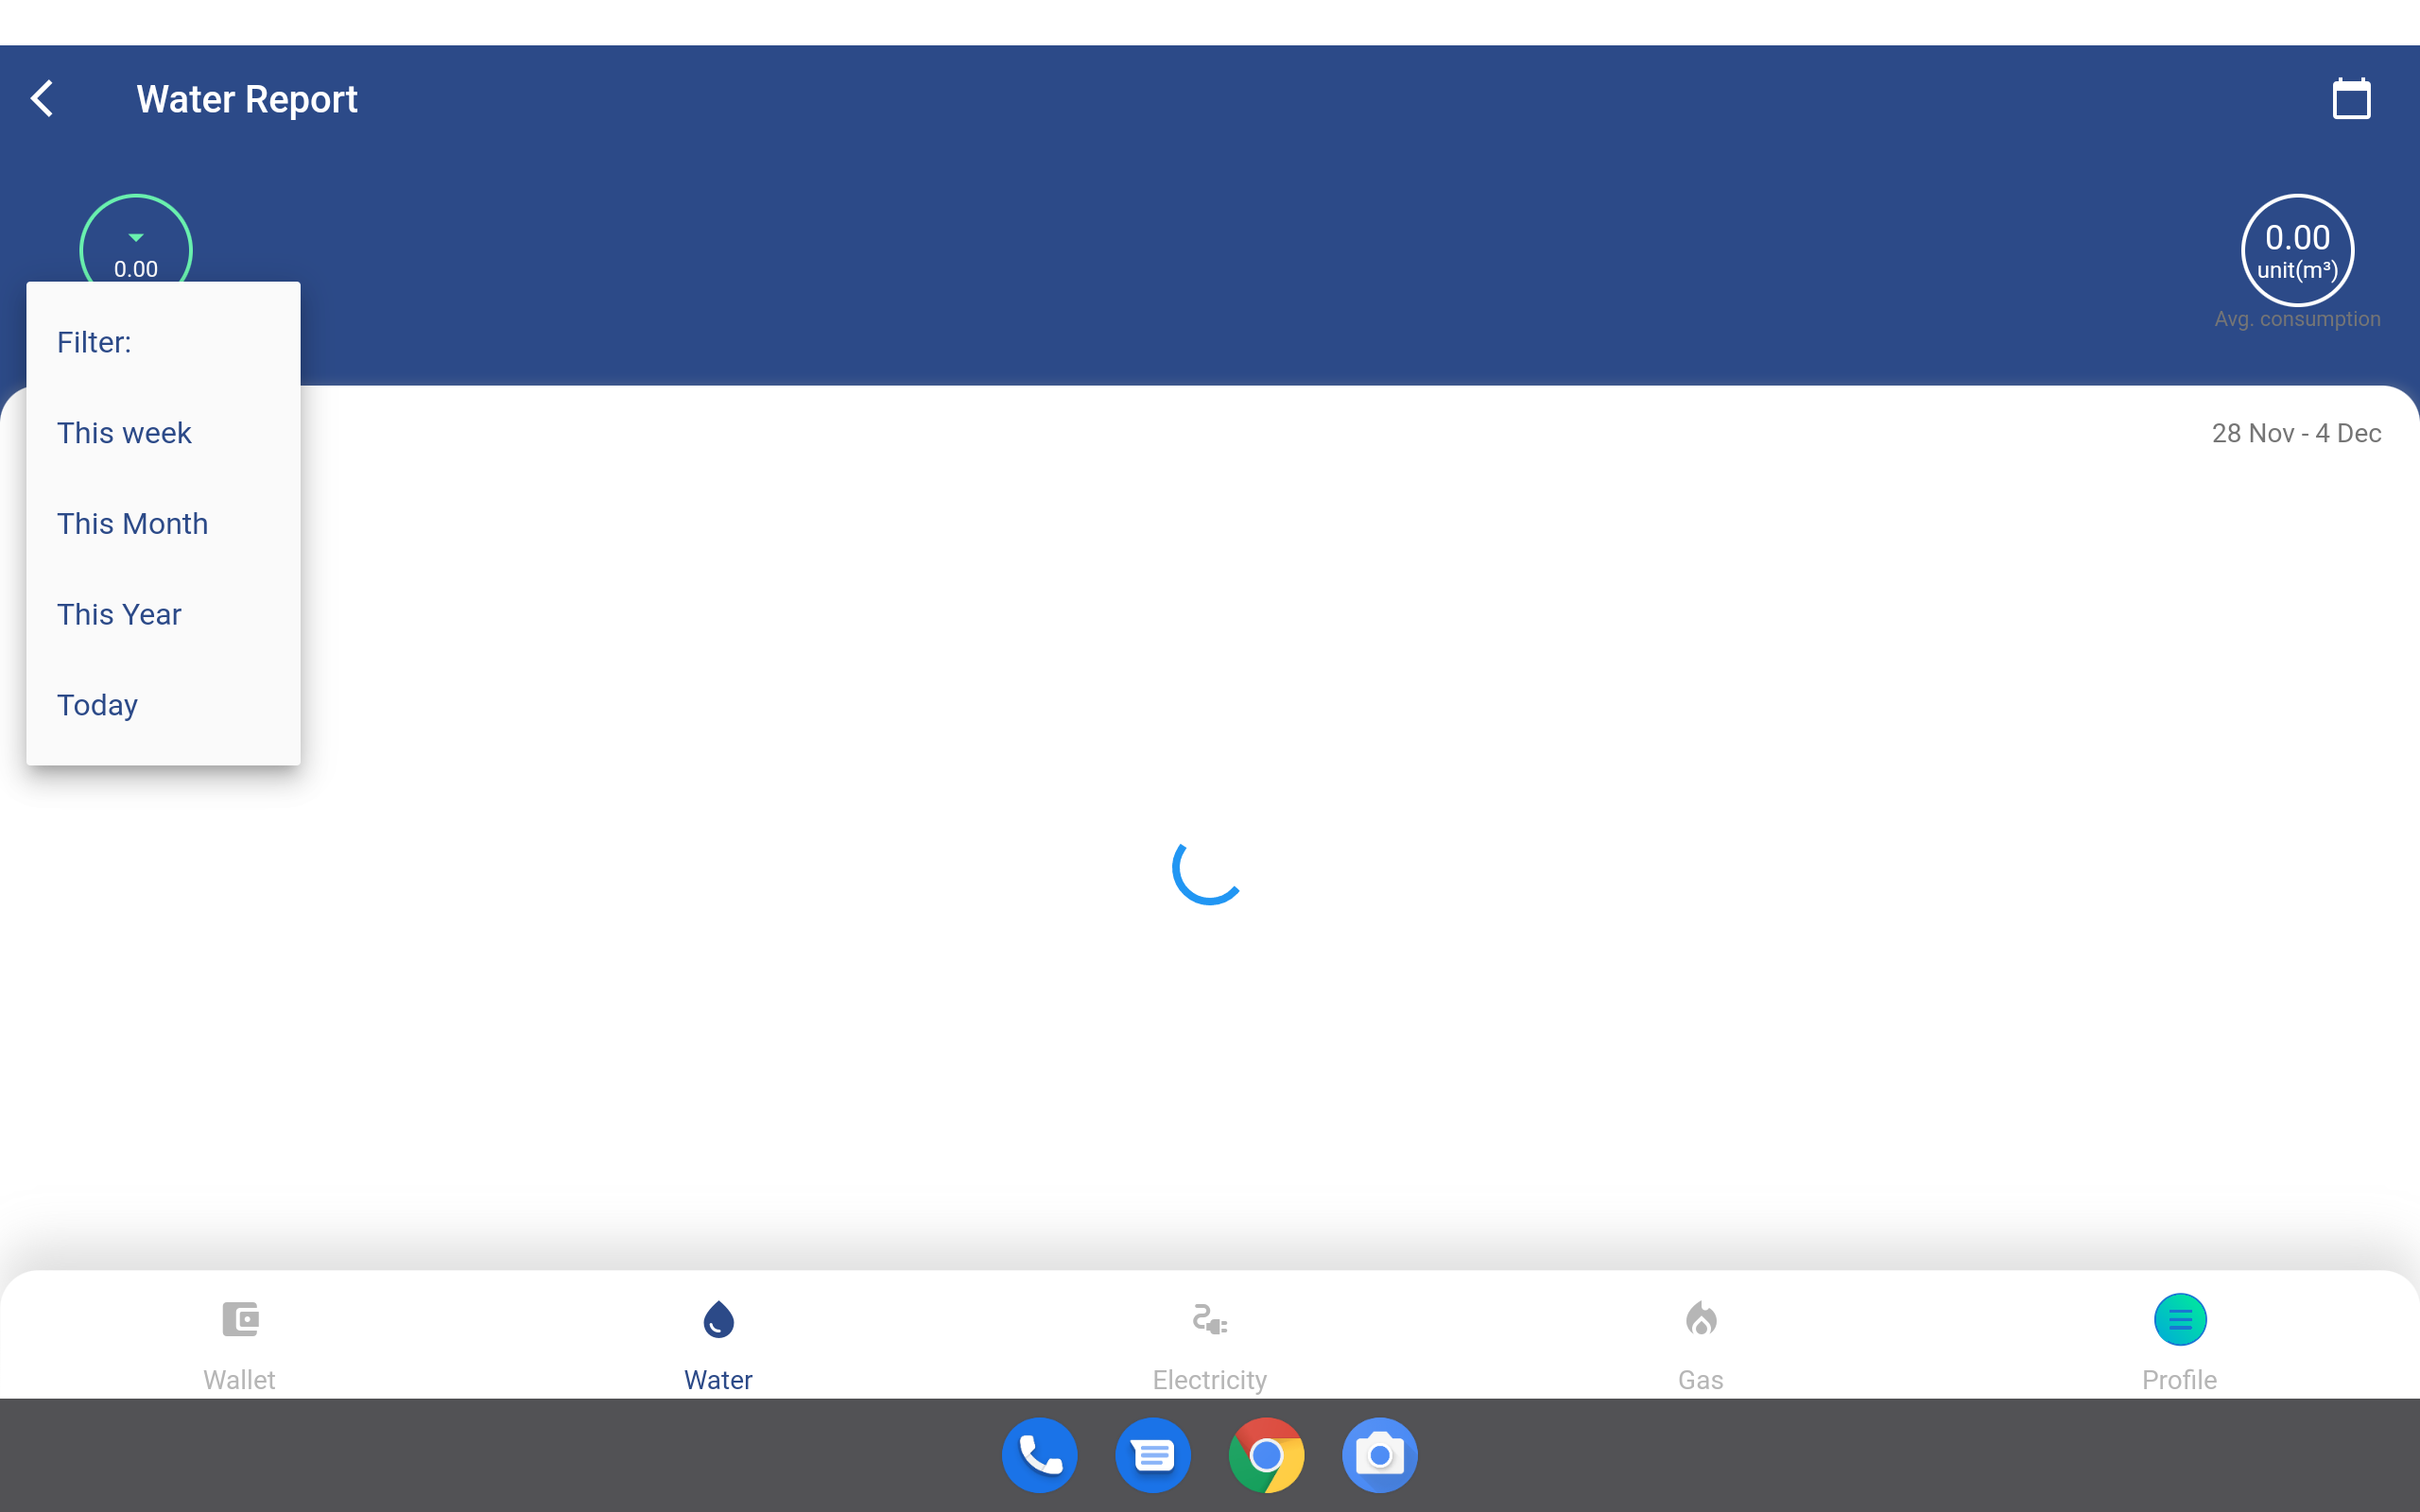 Water Report
0.00
0.00
unit(m³)
Avg. consumption
Filter:
This week
28 Nov - 4 Dec
This Month
This Year
Today
Wallet
Water
Electricity
Gas
Profile